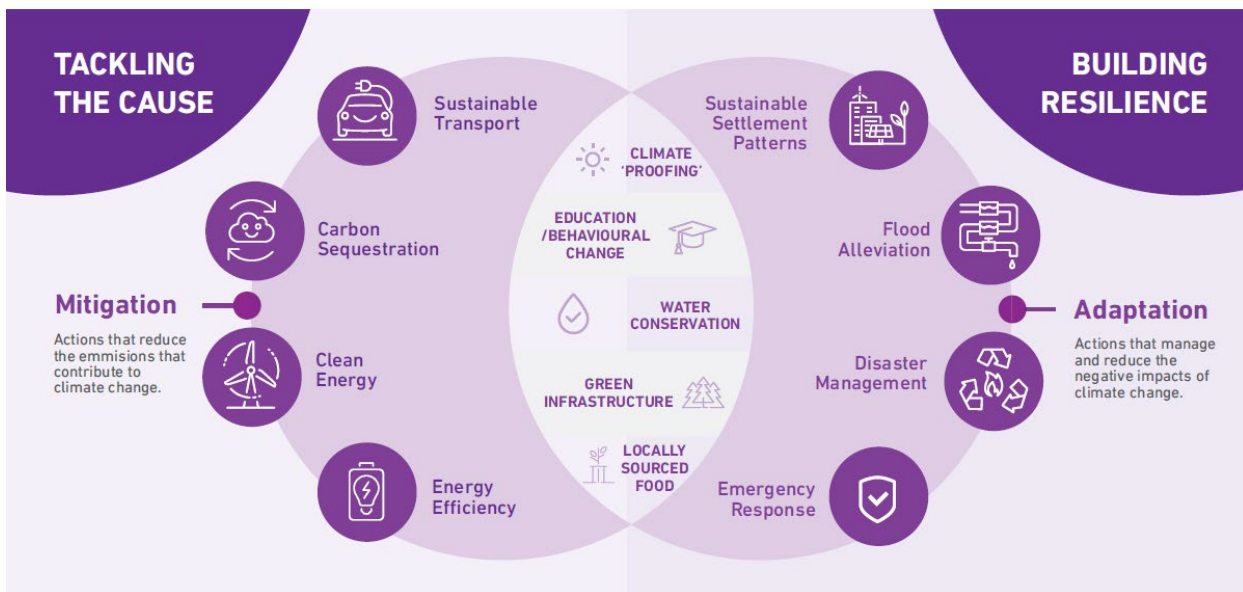 TACKLING
THE CAUSE
BUILDING
RESILIENCE
Sustainable
Transport
Carbon
Sequestration
Mitigation
Actions that reduce
the emmisions that
contribute to
climate change.
Clean
Energy
Energy
Efficiency
CLIMATE
'PROOFING'
EDUCATION
/BEHAVIOURAL
CHANGE
WATER
CONSERVATION
GREEN
INFRASTRUCTURE
LOCALLY
SOURCED
FOOD
Sustainable
Settlement
Patterns
Flood
Alleviation
Adaptation
Actions that manage
and reduce the
negative impacts of
climate change.
Disaster
Management
Emergency
Response